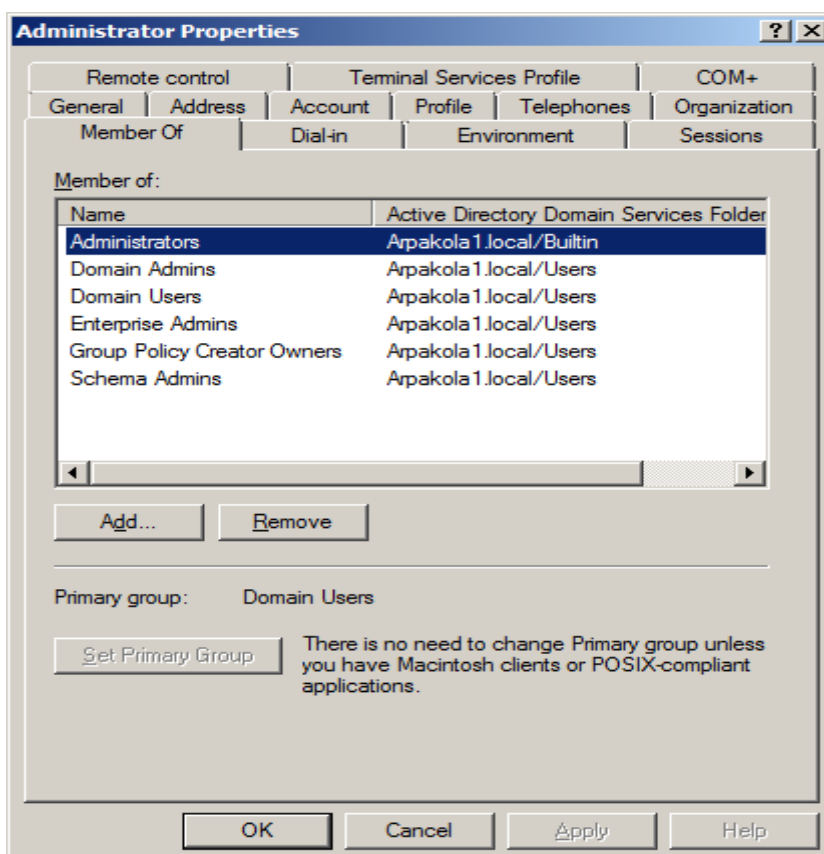 Administrator Properties
Remote control Terminal Services Profile COM+
General Address Account Profile Telephones Organization
Member Of Dial-in Environment Sessions
Member of:
Name Active Directory Domain Services Folder
Administrators Arpakola1.local/Builtin
Domain Admins Arpakola1.local/Users
Domain Users Arpakola1.local/Users
Enterprise Admins Arpakola1.local/Users
Group Policy Creator Owners Arpakola1.local/Users
Schema Admins Arpakola1.local/Users
Add... Remove
Primary group: Domain Users
Set Primary Group
There is no need to change Primary group unless
you have Macintosh clients or POSIX-compliant
applications.
OK Cancel Apply Help